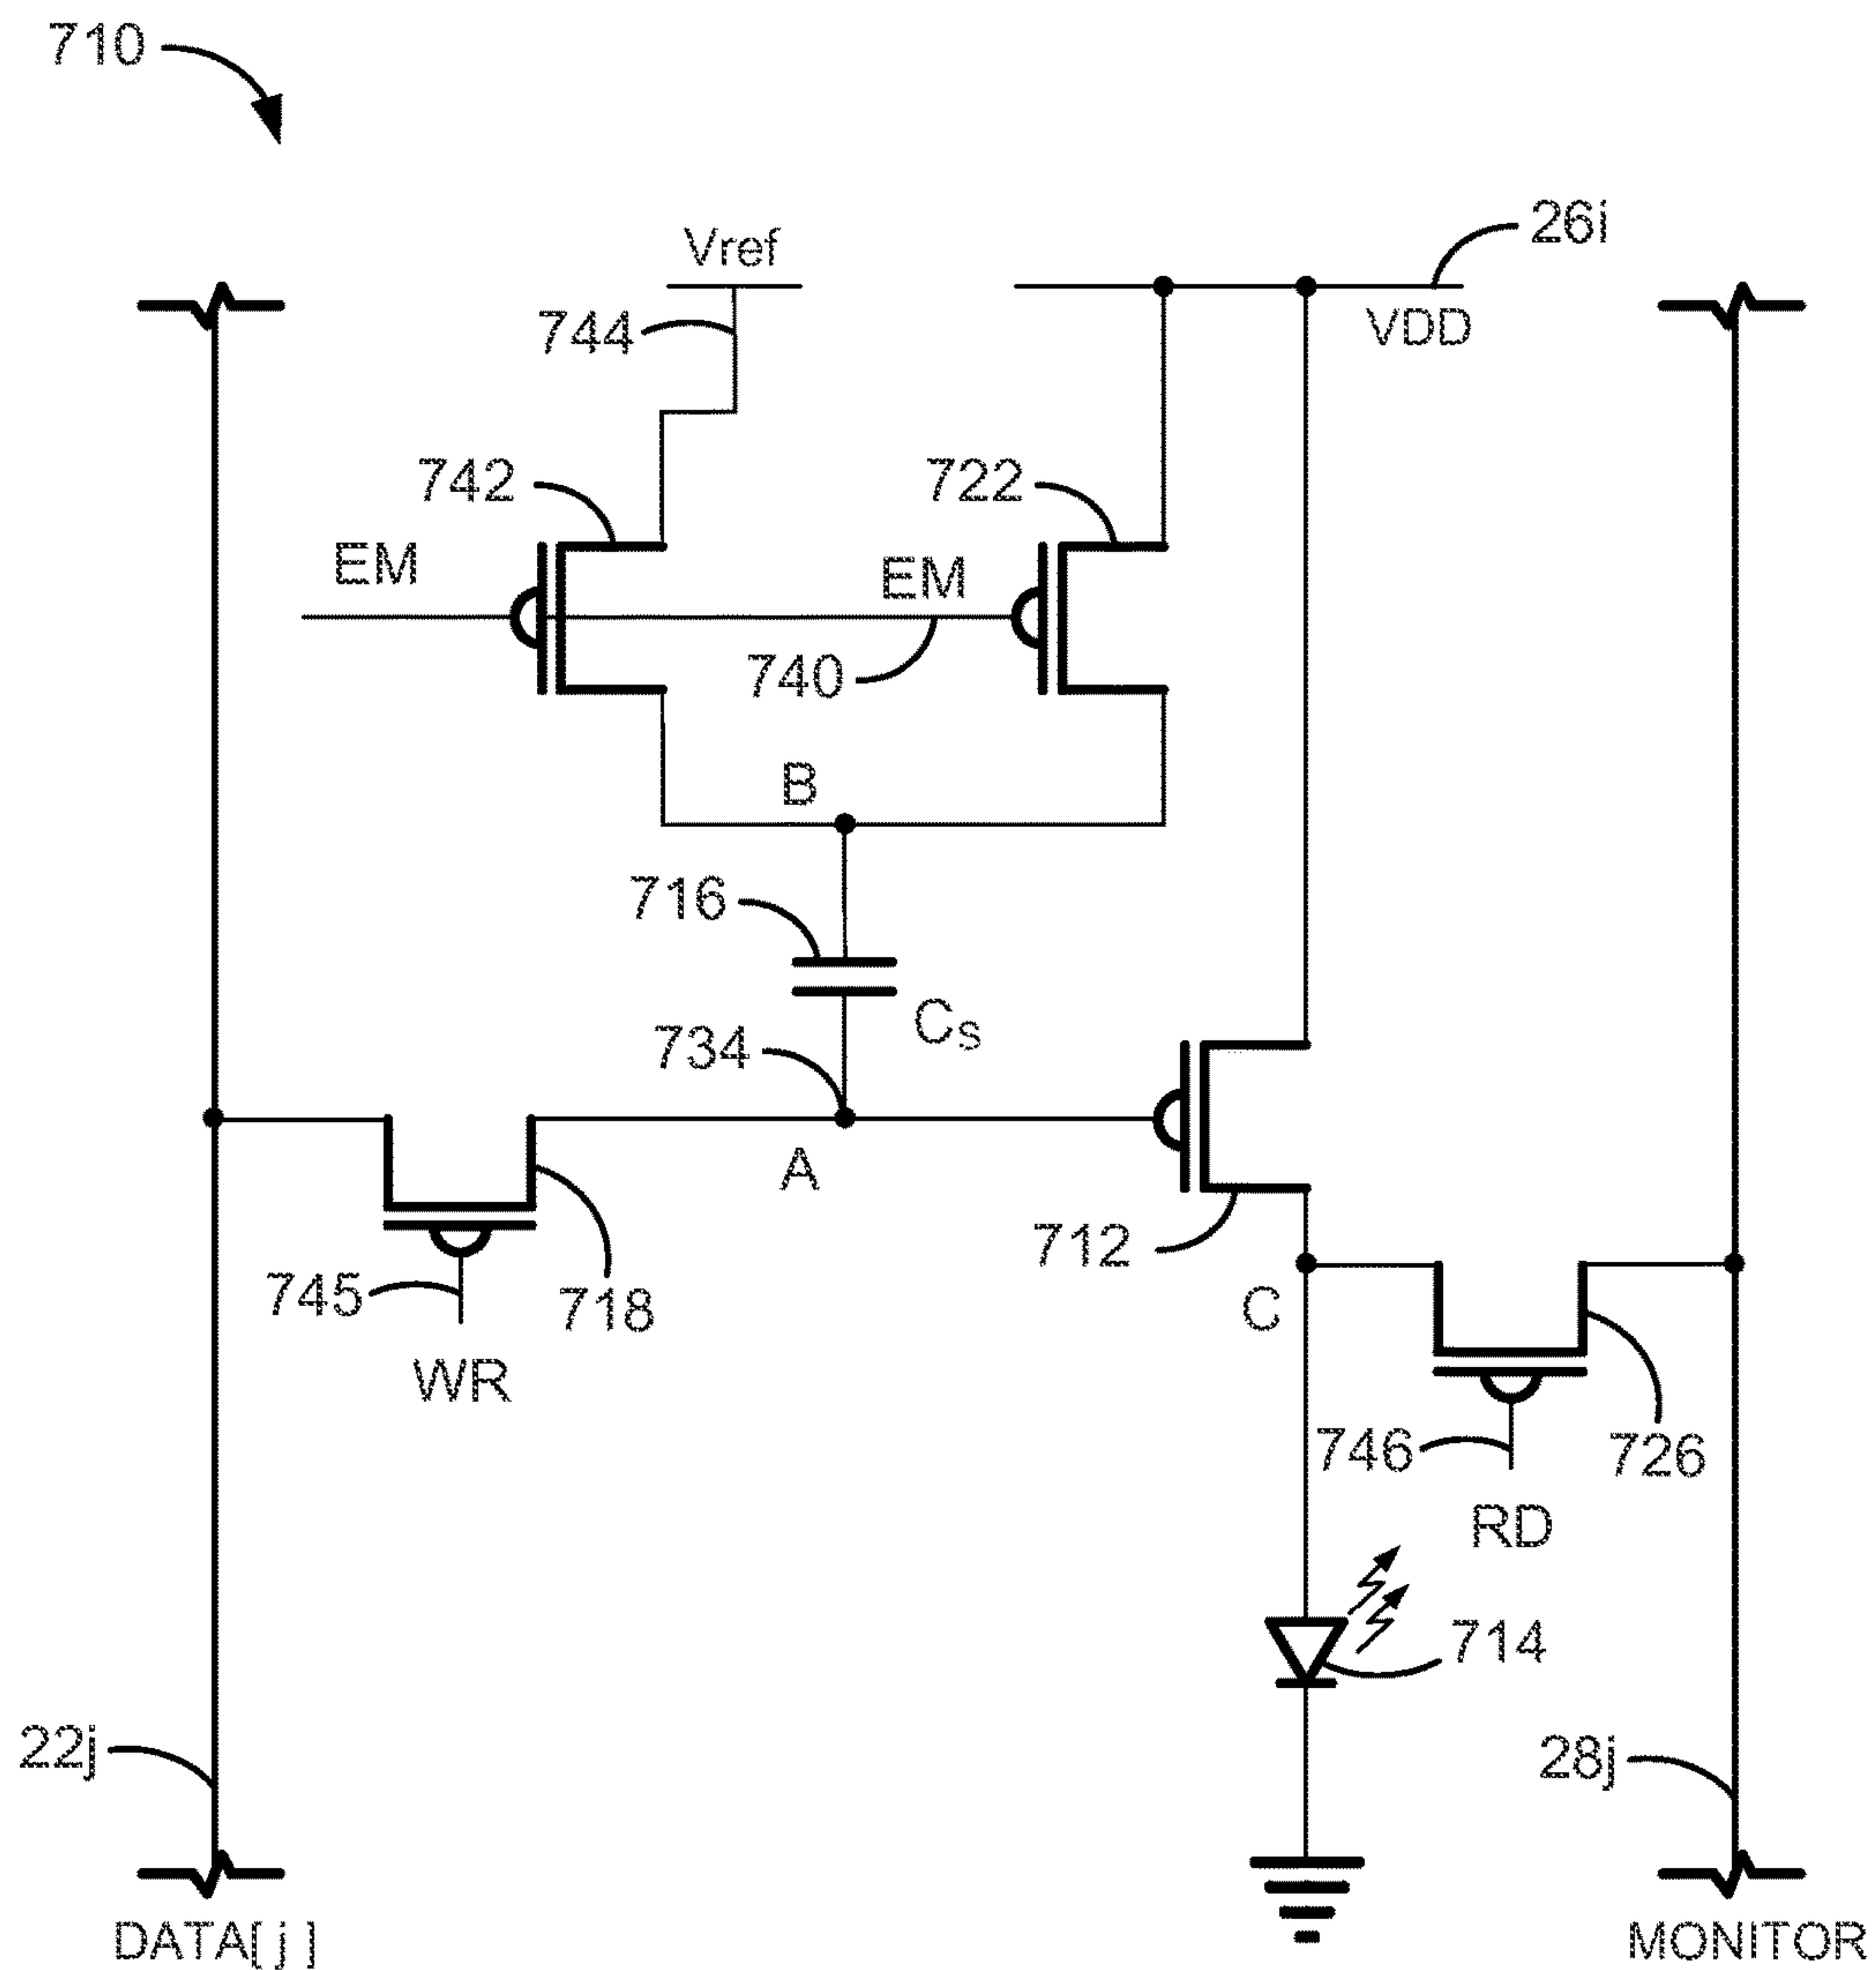 710
26i
Vref
744
VDD
742
722
EM
EM
740
B
716
Cs
734
A
712
745
718
C
WR
746
726
RD
714
22j
28j
DATA[ j ]
MONITOR